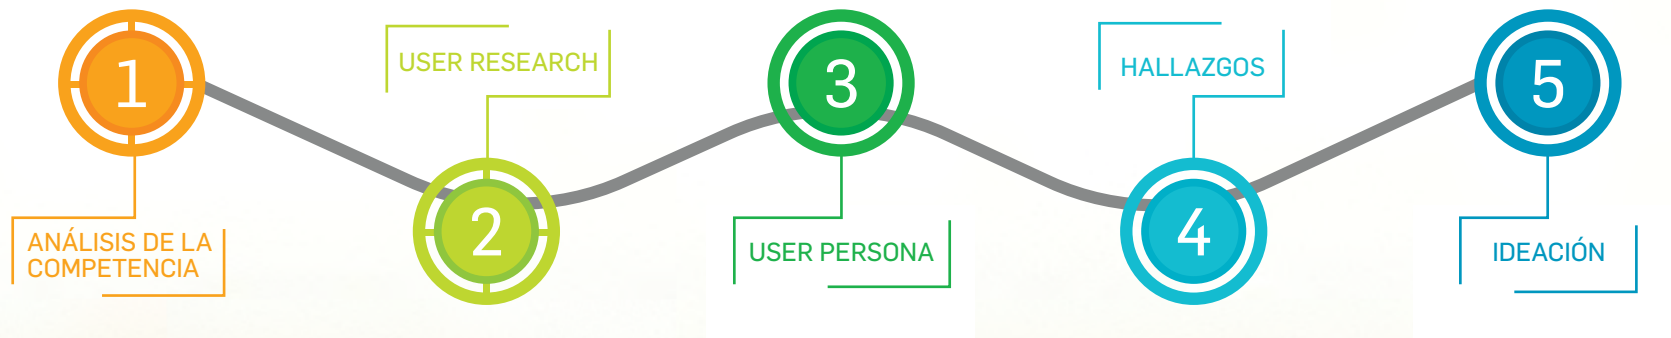 1
ANÁLISIS DE LA
COMPETENCIA
USER RESEARCH
2
3
USER PERSONA
HALLAZGOS
4
5
IDEACIÓN